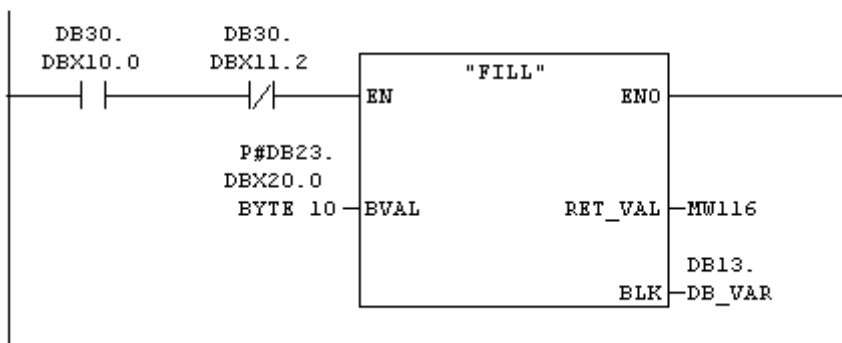 DB30. DB30.
DBX10.0 DBX11.2
"FILL"
EN ENO
P#DB23.
DBX20.0
BYTE 10 BVAL RET_VAL MW116
DB13.
BLK DB_VAR